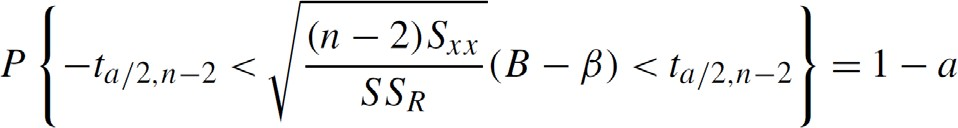 P{−t_{a/2,n−2} < √((n − 2)S_{xx}/SS_R) (B − β) < t_{a/2,n−2}} = 1 − a